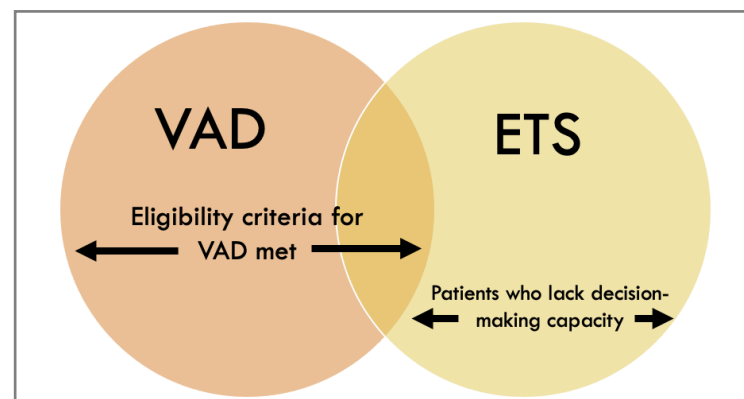 VAD
ETS
Eligibility criteria for
VAD met
Patients who lack decision-
making capacity